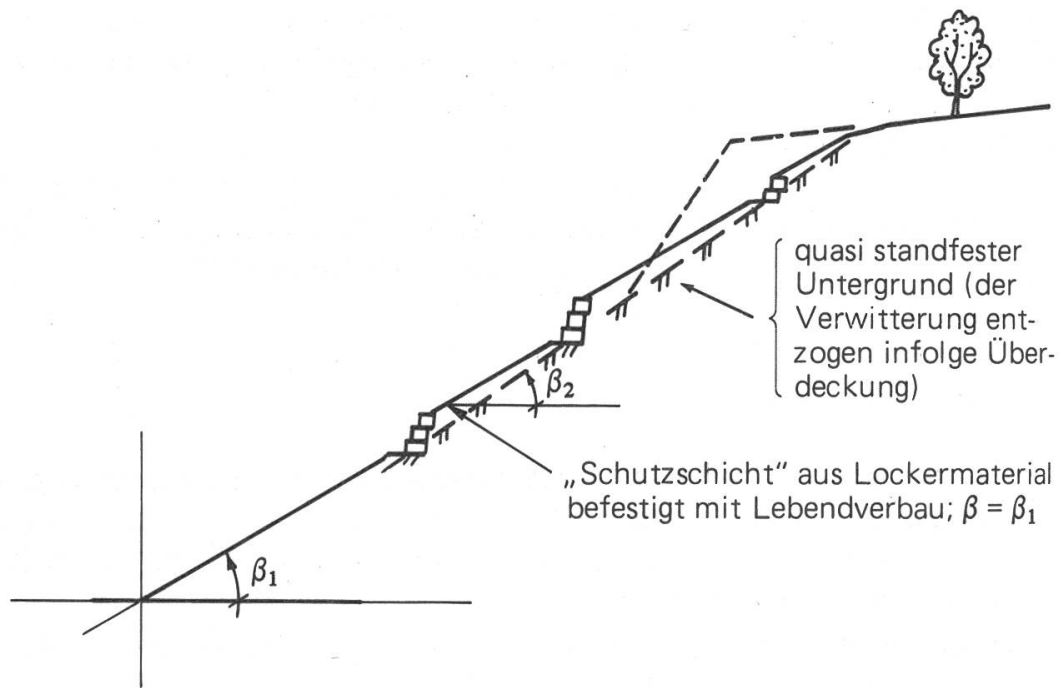 quasi standfester
Untergrund (der
Verwitterung ent-
zogen infolge Über-
deckung)
β₂
„Schutzschicht“ aus Lockermaterial
befestigt mit Lebendverbau; β = β₁
β₁